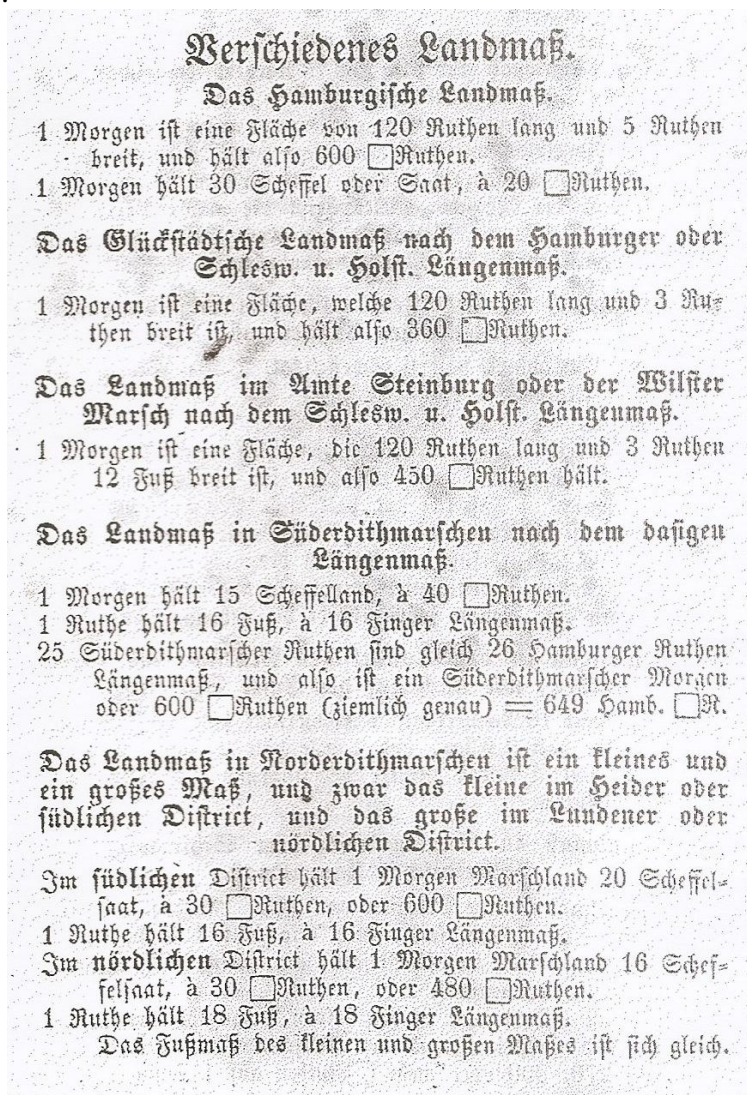 Verschiedenes Landmaß.
Das Hamburgische Landmaß.
1 Morgen ist eine Fläche von 120 Ruthen lang und 5 Ruthen
breit, und hält also 600 □Ruthen.
1 Morgen hält 30 Scheffel oder Saat, à 20 □Ruthen.
Das Glückstädtsche Landmaß nach dem Hamburger oder
Schlesw. u. Holst. Längenmaß.
1 Morgen ist eine Fläche, welche 120 Ruthen lang und 3 Ru-
then breit ist, und hält also 360 □Ruthen.
Das Landmaß im Amte Steinburg oder der Wilster
Marsch nach dem Schlesw. u. Holst. Längenmaß.
1 Morgen ist eine Fläche, die 120 Ruthen lang und 3 Ruthen
12 Fuß breit ist, und also 450 □Ruthen hält.
Das Landmaß in Süderdithmarschen nach dem dasigen
Längenmaß.
1 Morgen hält 15 Scheffelland, à 40 □Ruthen.
1 Ruthe hält 16 Fuß, à 16 Finger Längenmaß.
25 Süderdithmarscher Ruthen sind gleich 26 Hamburger Ruthen
Längenmaß, und also ist ein Süderdithmarscher Morgen
oder 600 □Ruthen (ziemlich genau) = 649 Hamb. □R.
Das Landmaß in Norderdithmarschen ist ein kleines und
ein großes Maß, und zwar das kleine im Heider oder
südlichen District, und das große im Lundener oder
nördlichen District.
Im südlichen District hält 1 Morgen Marschland 20 Scheffel-
saat, à 30 □Ruthen, oder 600 □Ruthen.
1 Ruthe hält 16 Fuß, à 16 Finger Längenmaß.
Im nördlichen District hält 1 Morgen Marschland 16 Schef-
felsaat, à 30 □Ruthen, oder 480 □Ruthen.
1 Ruthe hält 18 Fuß, à 18 Finger Längenmaß.
Das Fußmaß des kleinen und großen Maßes ist sich gleich.